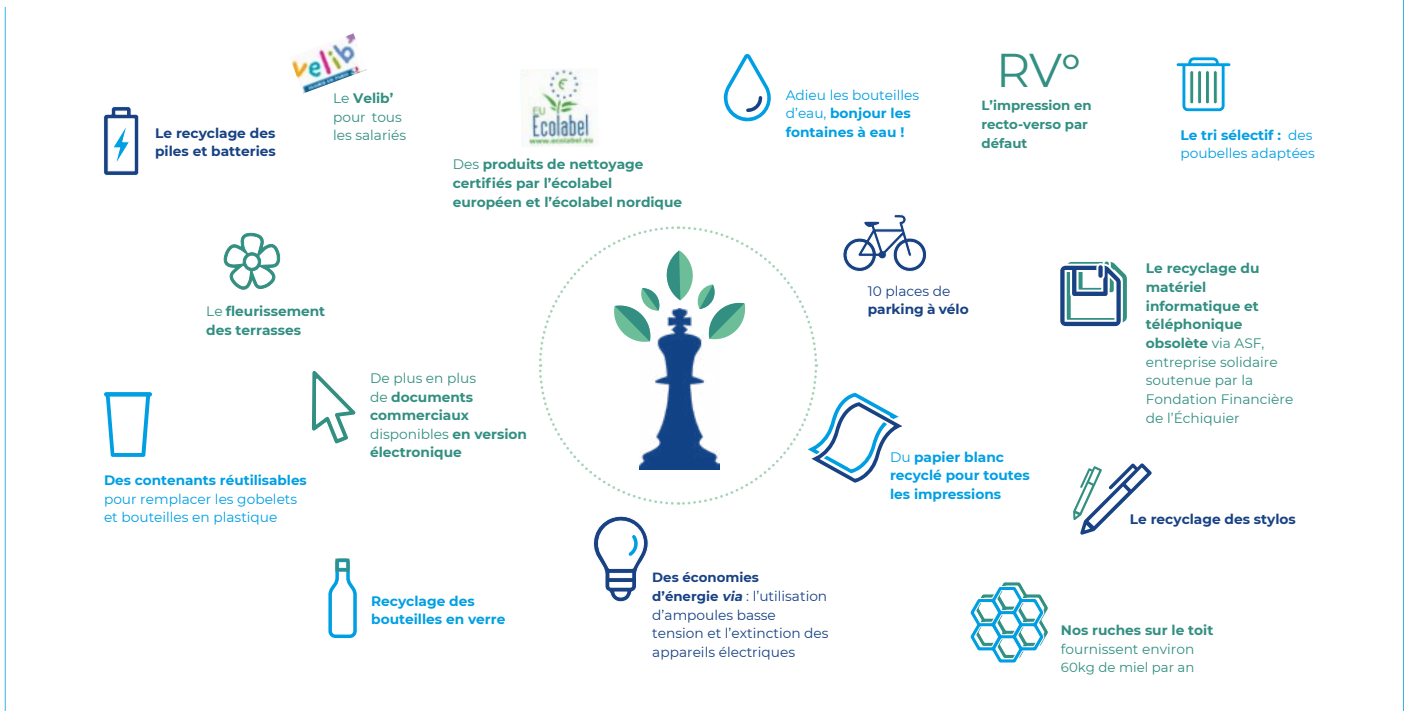 velib'
Le Velib'
pour tous
les salariés
Le recyclage des
piles et batteries
EU
Ecolabel
www.ecolabel.eu
Des produits de nettoyage
certifiés par l'écolabel
européen et l'écolabel nordique
Adieu les bouteilles
d'eau, bonjour les
fontaines à eau !
RV°
L'impression en
recto-verso par
défaut
Le tri sélectif : des
poubelles adaptées
Le fleurissement
des terrasses
10 places de
parking à vélo
Le recyclage du
matériel
informatique et
téléphonique
obsolète via ASF,
entreprise solidaire
soutenue par la
Fondation Financière
de l'Échiquier
De plus en plus
de documents
commerciaux
disponibles en version
électronique
Des contenants réutilisables
pour remplacer les gobelets
et bouteilles en plastique
Du papier blanc
recyclé pour toutes
les impressions
Le recyclage des stylos
Recyclage des
bouteilles en verre
Des économies
d'énergie via : l'utilisation
d'ampoules basse
tension et l'extinction des
appareils électriques
Nos ruches sur le toit
fournissent environ
60kg de miel par an